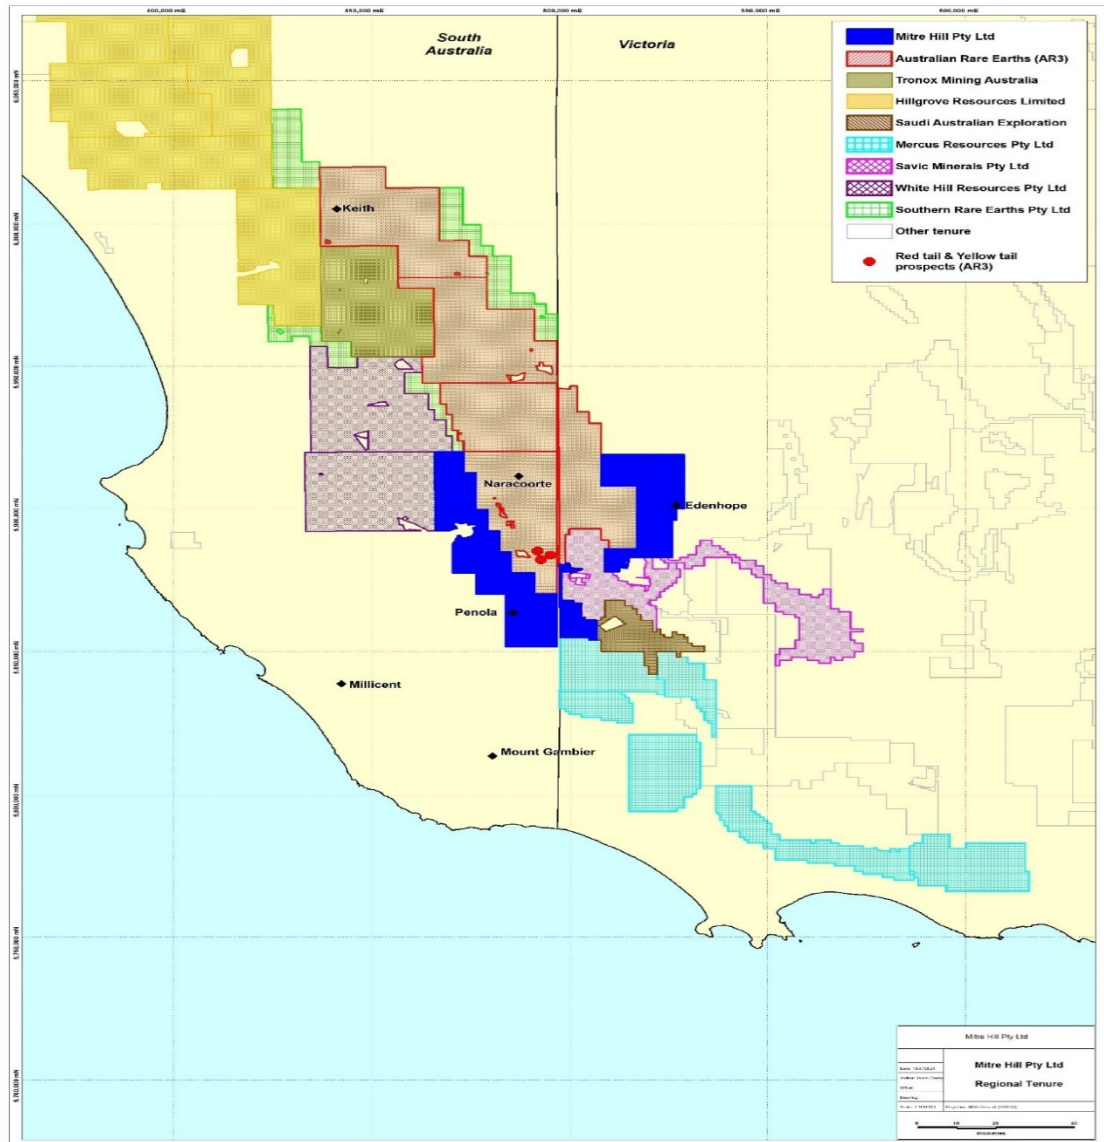 400,000 mE
450,000 mE
500,000 mE
550,000 mE
600,000 mE
South
Australia
Victoria
Mitre Hill Pty Ltd
Australian Rare Earths (AR3)
Tronox Mining Australia
Hillgrove Resources Limited
Saudi Australian Exploration
Mercus Resources Pty Ltd
Savic Minerals Pty Ltd
White Hill Resources Pty Ltd
Southern Rare Earths Pty Ltd
Other tenure
Red tail & Yellow tail
prospects (AR3)
Keith
Naracoorte
Edenhope
Penola
Millicent
Mount Gambier
Mitre Hill Pty Ltd
Mitre Hill Pty Ltd
Regional Tenure